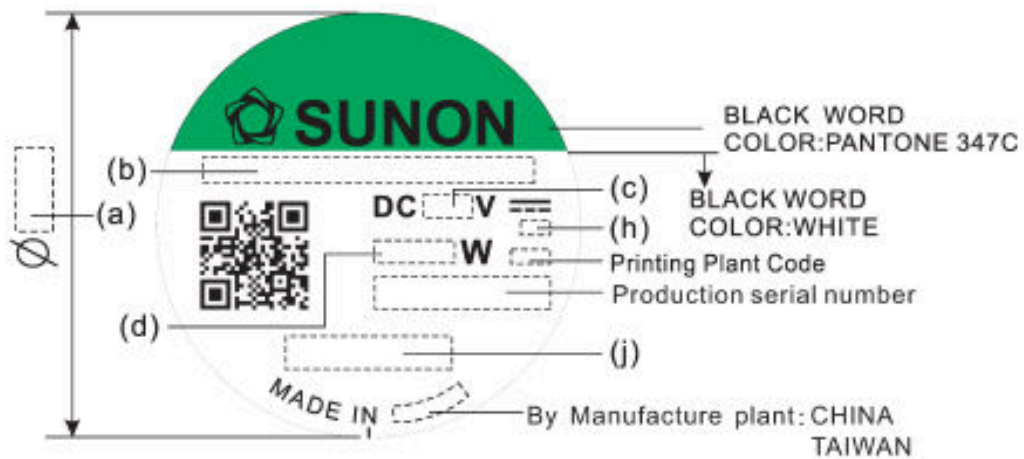 SUNON
BLACK WORD
COLOR:PANTONE 347C
(b)
(c)
(a)
DC V
BLACK WORD
COLOR:WHITE
(h)
Ø
W
Printing Plant Code
Production serial number
(d)
(j)
MADE IN
By Manufacture plant: CHINA
TAIWAN